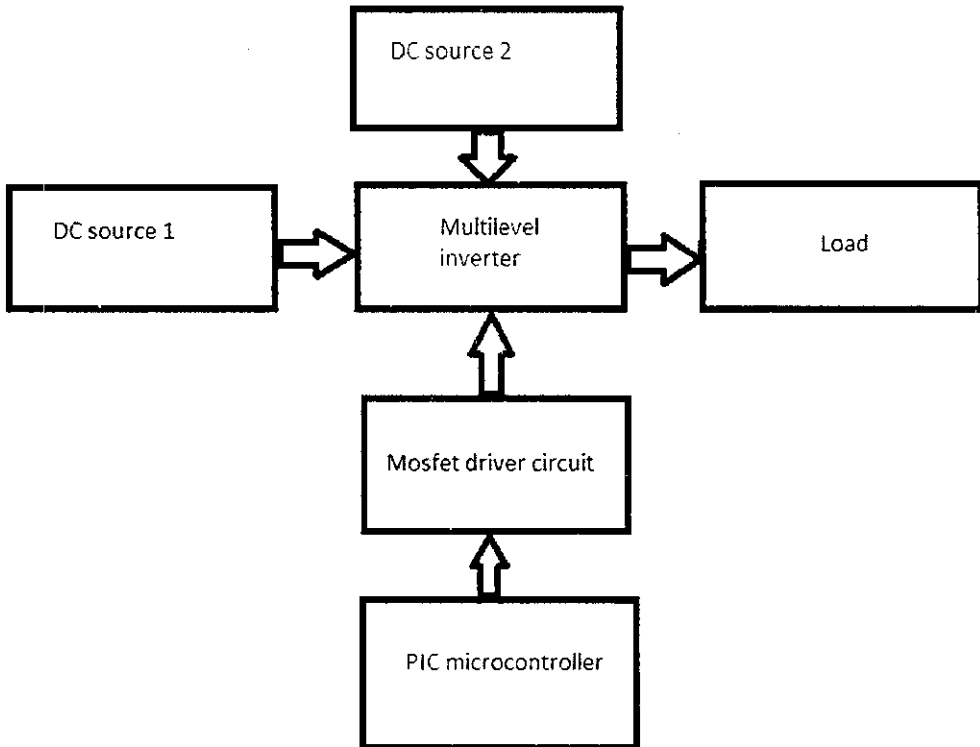 DC source 2
DC source 1
Multilevel
inverter
Load
Mosfet driver circuit
PIC microcontroller